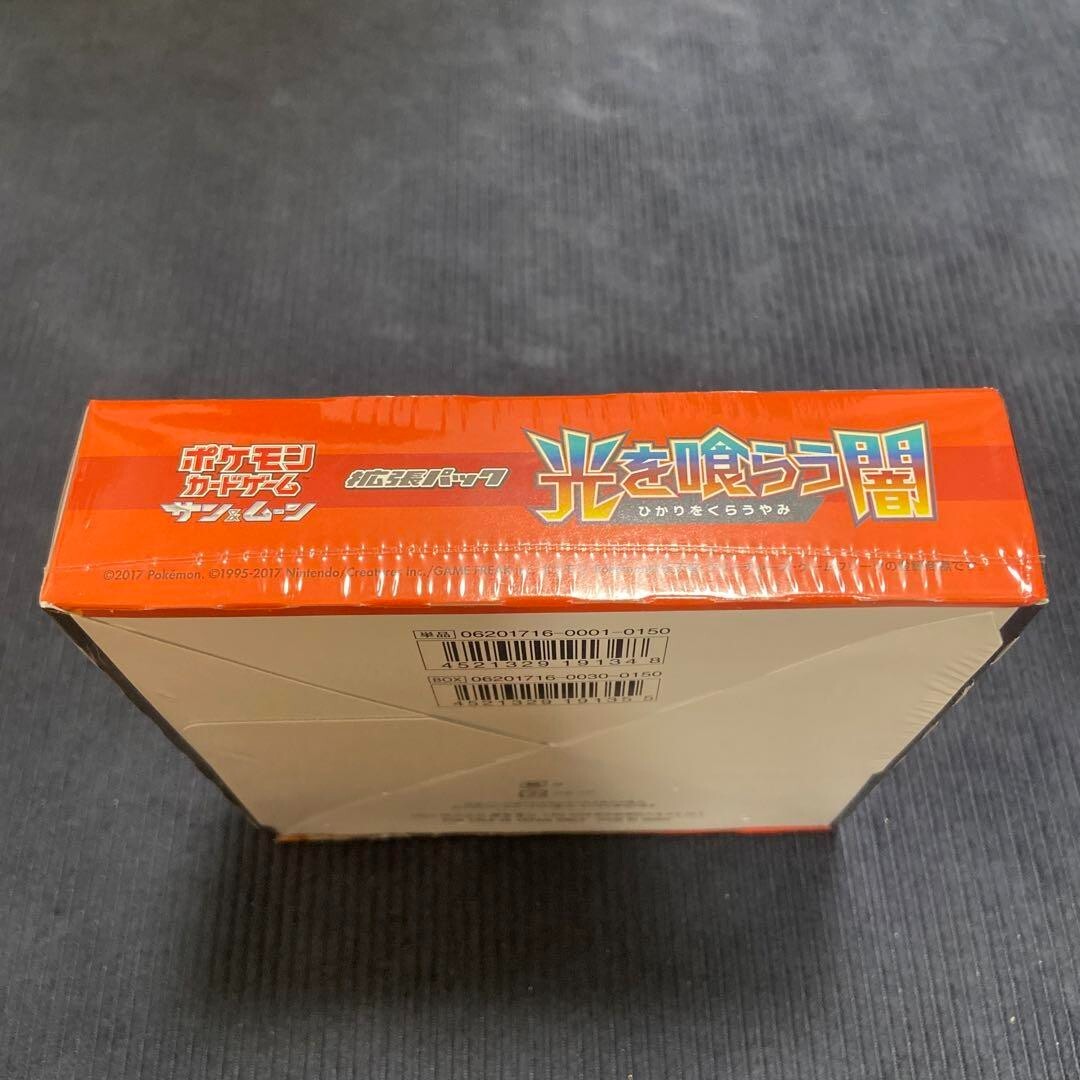 ポケモン
カードゲーム
サン&ムーン
拡張パック
光を喰らう闇
ひかりをくらうやみ
©2017 Pokémon. ©1995-2017 Nintendo/Creatures Inc./GAME FREAK
単品 06201716-0001-0150
4521329 19134 8
BOX 06201716-0030-0150
4521329 19135 5